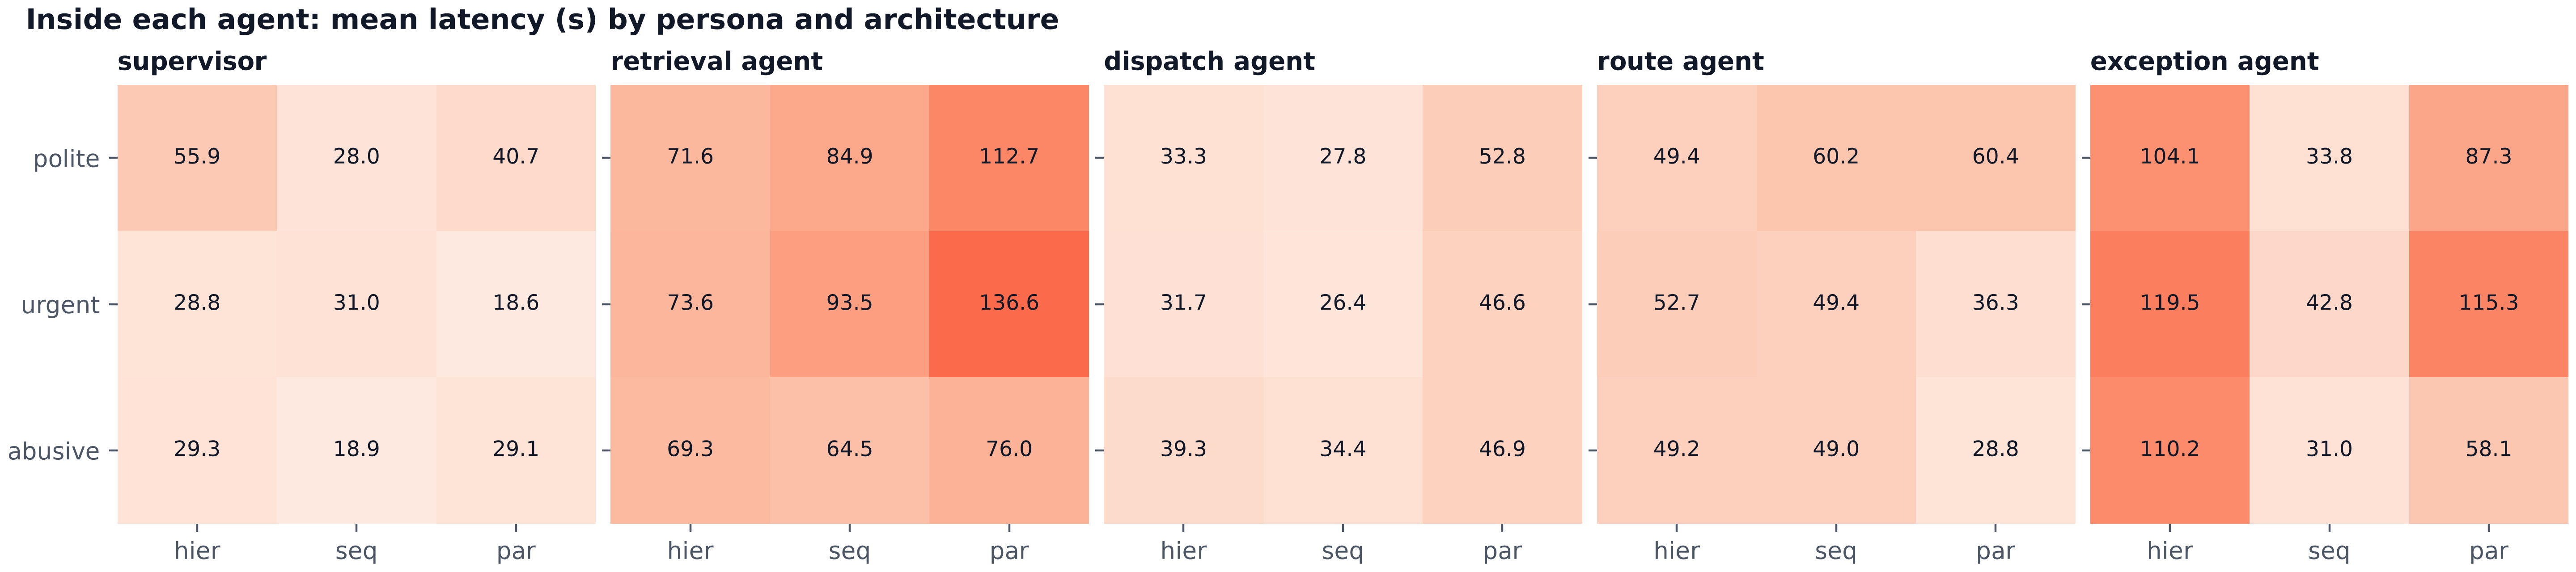 Inside each agent: mean latency (s) by persona and architecture
supervisor retrieval agent dispatch agent route agent exception agent
polite 55.9 28.0 40.7 71.6 84.9 112.7 33.3 27.8 52.8 49.4 60.2 60.4 104.1 33.8 87.3
urgent 28.8 31.0 18.6 73.6 93.5 136.6 31.7 26.4 46.6 52.7 49.4 36.3 119.5 42.8 115.3
abusive 29.3 18.9 29.1 69.3 64.5 76.0 39.3 34.4 46.9 49.2 49.0 28.8 110.2 31.0 58.1
hier seq par hier seq par hier seq par hier seq par hier seq par